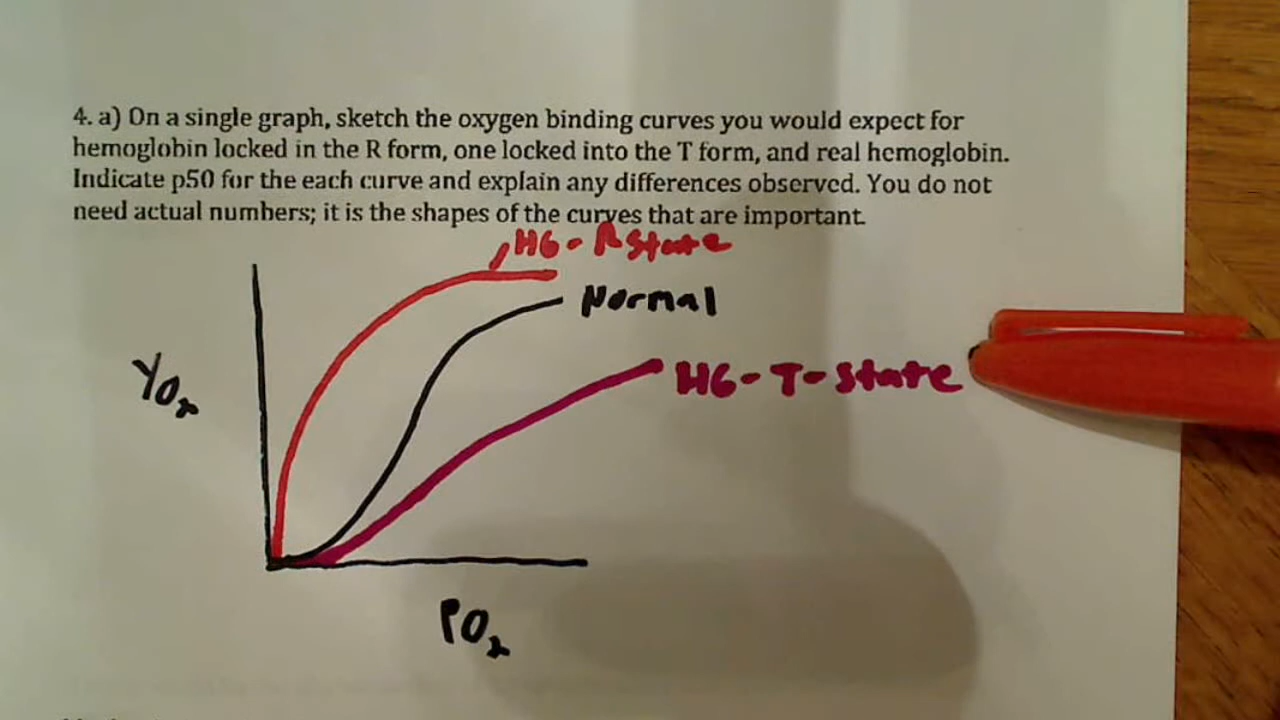 4. a) On a single graph, sketch the oxygen binding curves you would expect for
hemoglobin locked in the R form, one locked into the T form, and real hemoglobin.
Indicate p50 for the each curve and explain any differences observed. You do not
need actual numbers; it is the shapes of the curves that are important.
HG-R State
Normal
HG-T-State
YO₂
PO₂